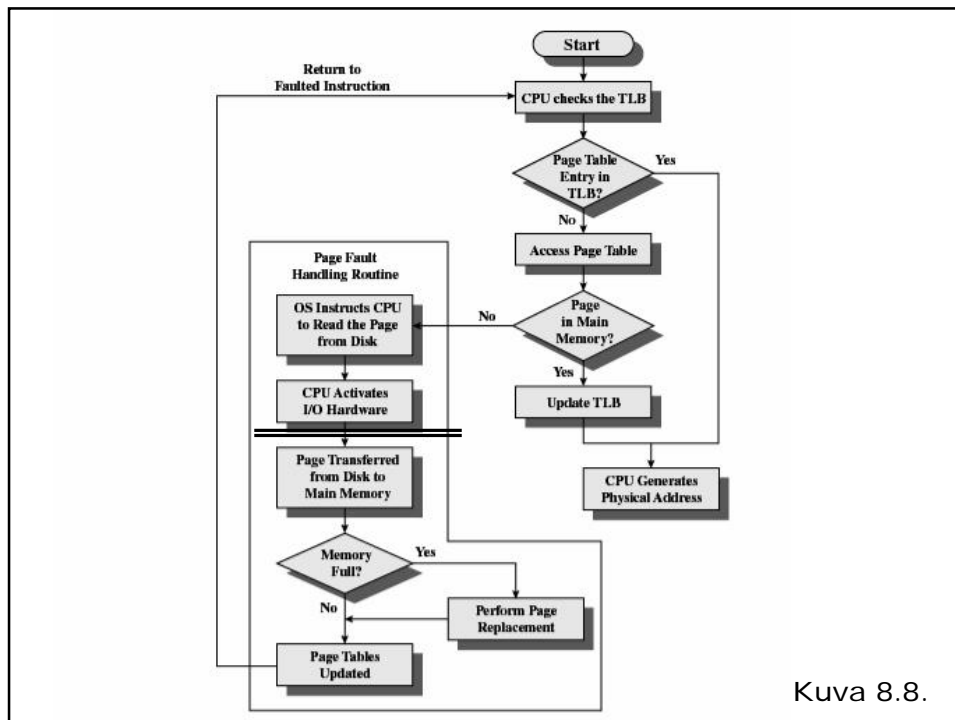 Start
Return to
Faulted Instruction
CPU checks the TLB
Page Table
Entry in
TLB?
Yes
No
Access Page Table
Page Fault
Handling Routine
OS Instructs CPU
to Read the Page
from Disk
No
Page
in Main
Memory?
Yes
CPU Activates
I/O Hardware
Update TLB
Page Transferred
from Disk to
Main Memory
CPU Generates
Physical Address
Memory
Full?
Yes
No
Perform Page
Replacement
Page Tables
Updated
Kuva 8.8.